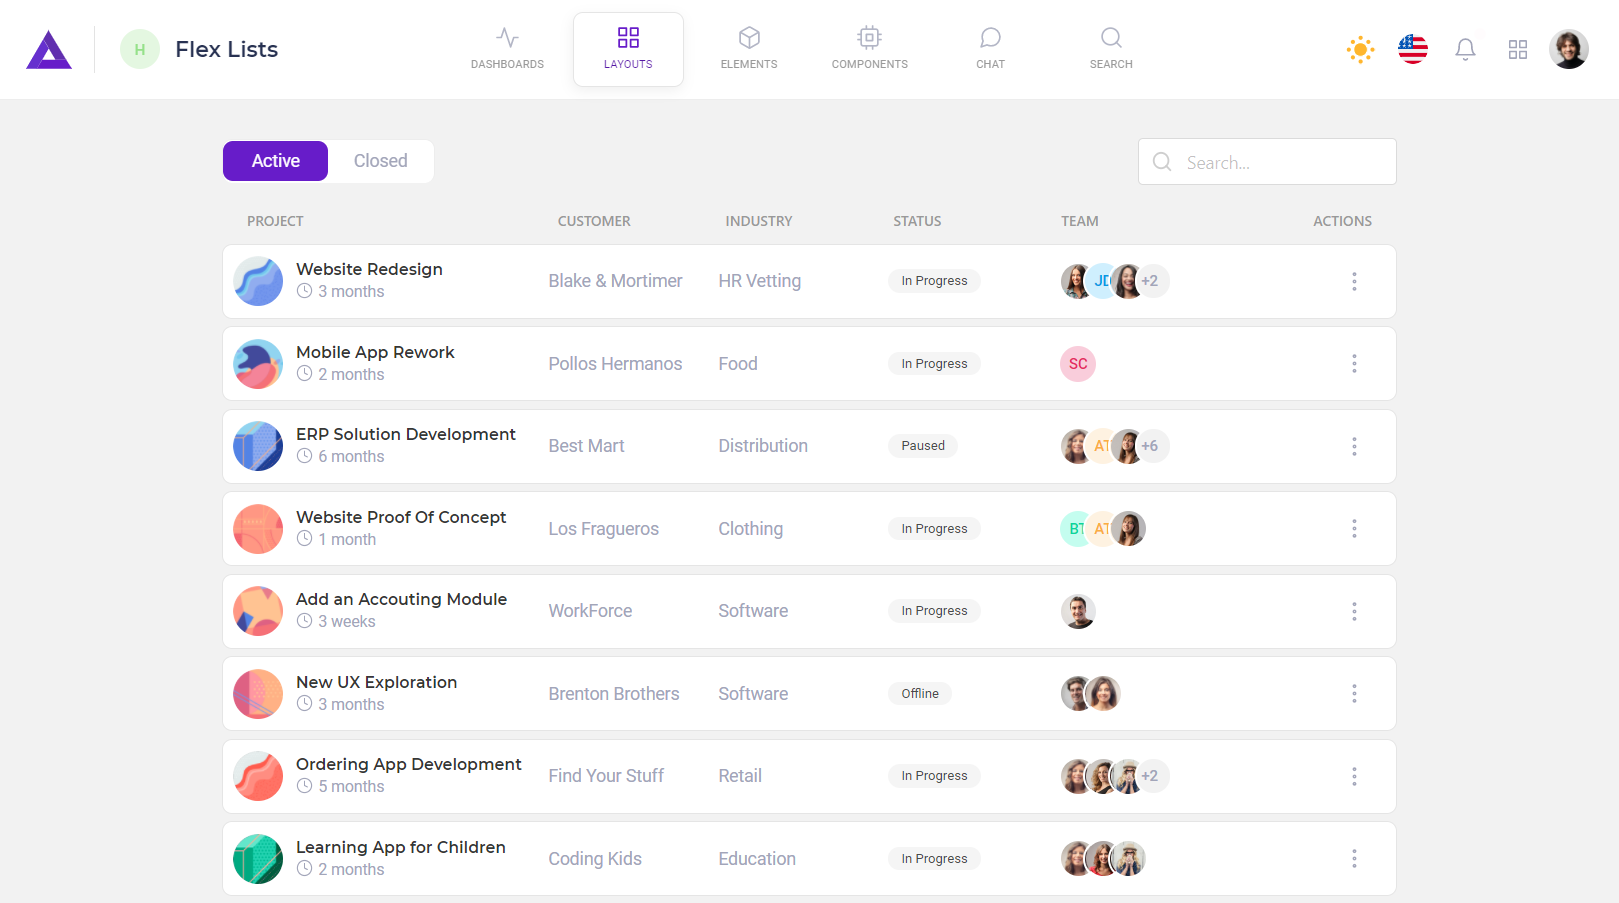 H
Flex Lists
DASHBOARDS
LAYOUTS
ELEMENTS
COMPONENTS
CHAT
SEARCH
Active
Closed
Search...
PROJECT CUSTOMER INDUSTRY STATUS TEAM ACTIONS
Website Redesign
3 months
Blake & Mortimer
HR Vetting
In Progress
+2
Mobile App Rework
2 months
Pollos Hermanos
Food
In Progress
SC
ERP Solution Development
6 months
Best Mart
Distribution
Paused
AT
+6
Website Proof Of Concept
1 month
Los Fragueros
Clothing
In Progress
BT
AT
Add an Accouting Module
3 weeks
WorkForce
Software
In Progress
New UX Exploration
3 months
Brenton Brothers
Software
Offline
Ordering App Development
5 months
Find Your Stuff
Retail
In Progress
+2
Learning App for Children
2 months
Coding Kids
Education
In Progress